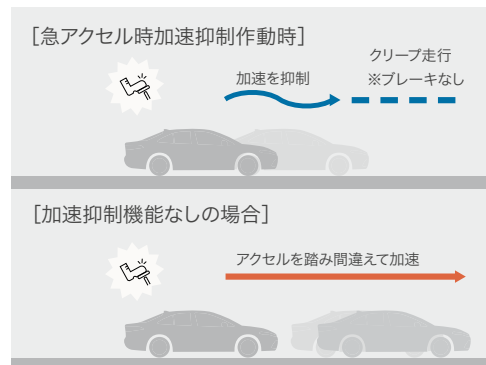 ［急アクセル時加速抑制作動時］
クリープ走行
加速を抑制
※ブレーキなし
［加速抑制機能なしの場合］
アクセルを踏み間違えて加速